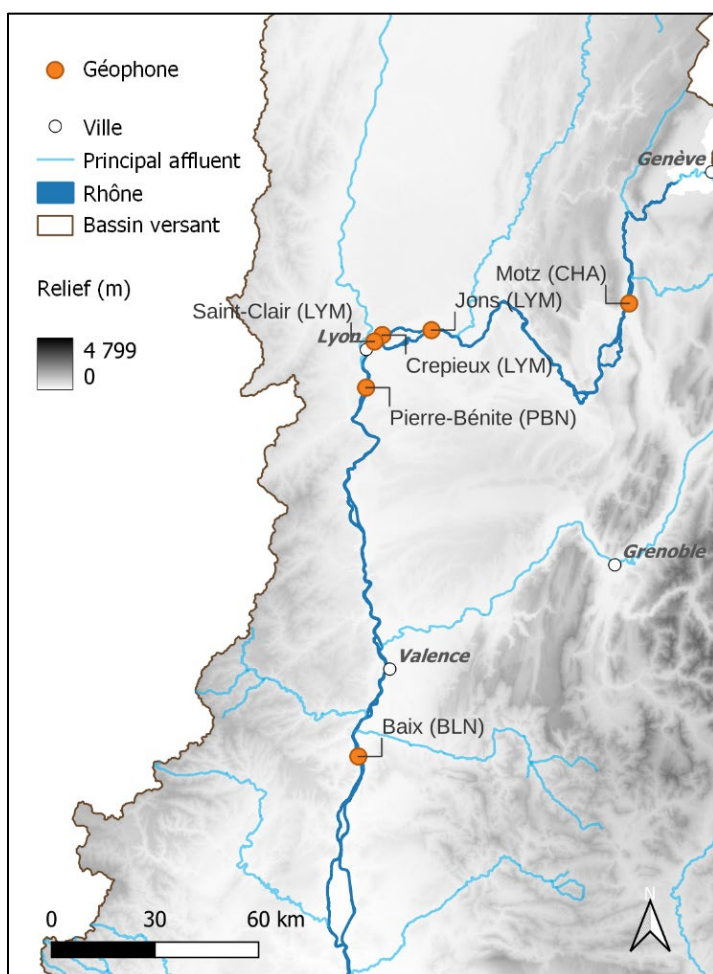 Géophone
Ville
Principal affluent
Rhône
Bassin versant
Relief (m)
4 799
0
Genève
Motz (CHA)
Jons (LYM)
Saint-Clair (LYM)
Lyon
Crepieux (LYM)
Pierre-Bénite (PBN)
Grenoble
Valence
Baix (BLN)
0 30 60 km
N